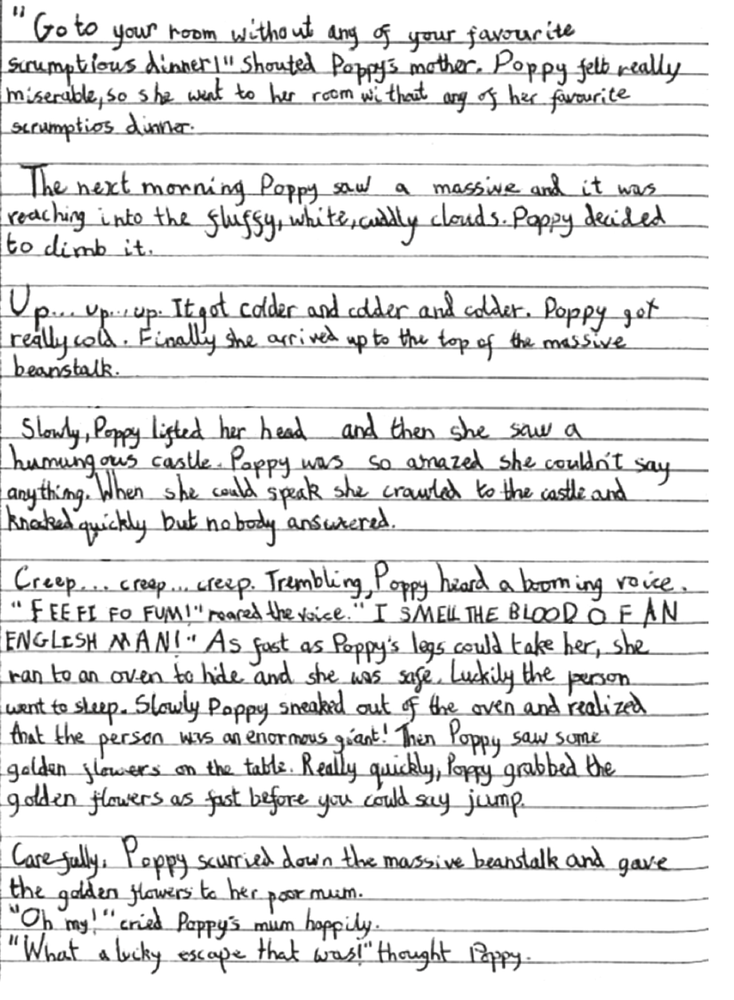 "Go to your room without any of your favourite
scrumptious dinner!" Shouted Poppy's mother. Poppy felt really
miserable, so she went to her room without any of her favourite
scrumptios dinner.
The next morning Poppy saw a massive and it was
reaching into the fluffy, white, cuddly clouds. Poppy decided
to climb it.
Up... up... up. It got colder and colder and colder. Poppy got
really cold. Finally she arrived up to the top of the massive
beanstalk.
Slowly, Poppy lifted her head and then she saw a
humungous castle. Poppy was so amazed she couldn't say
anything. When she could speak she crawled to the castle and
knocked quickly but nobody answered.
Creep... creep... creep. Trembling, Poppy heard a booming voice.
"FEE FI FO FUM!" roared the voice. "I SMELL THE BLOOD OF AN
ENGLISH MAN!" As fast as Poppy's legs could take her, she
ran to an oven to hide and she was safe. Luckily the person
went to sleep. Slowly Poppy sneaked out of the oven and realized
that the person was an enormous giant! Then Poppy saw some
golden flowers on the table. Really quickly, Poppy grabbed the
golden flowers as fast before you could say jump.
Carefully, Poppy scurried down the massive beanstalk and gave
the golden flowers to her poor mum.
"Oh my!" cried Poppy's mum happily.
"What a lucky escape that was!" thought Poppy.